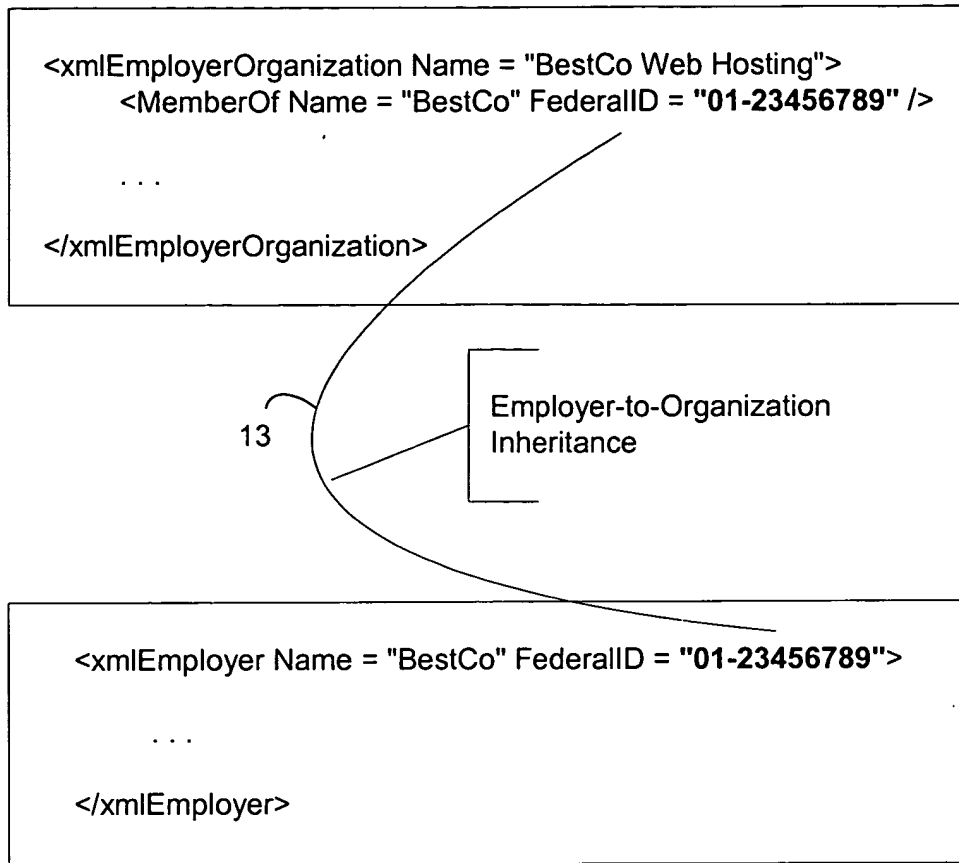 <xmlEmployerOrganization Name = "BestCo Web Hosting">
<MemberOf Name = "BestCo" FederalID = "01-23456789" />
. . .
</xmlEmployerOrganization>
13
Employer-to-Organization
Inheritance
<xmlEmployer Name = "BestCo" FederalID = "01-23456789">
. . .
</xmlEmployer>